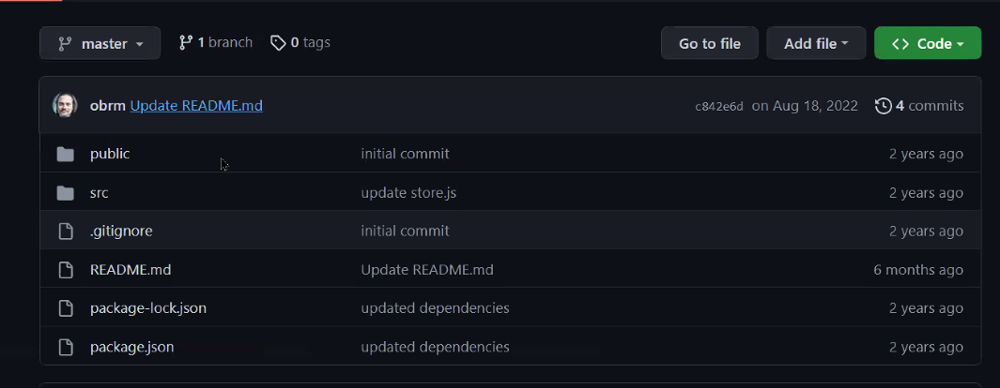 master 1 branch 0 tags Go to file Add file <> Code
obrm Update README.md c842e6d on Aug 18, 2022 4 commits
public initial commit 2 years ago
src update store.js 2 years ago
.gitignore initial commit 2 years ago
README.md Update README.md 6 months ago
package-lock.json updated dependencies 2 years ago
package.json updated dependencies 2 years ago